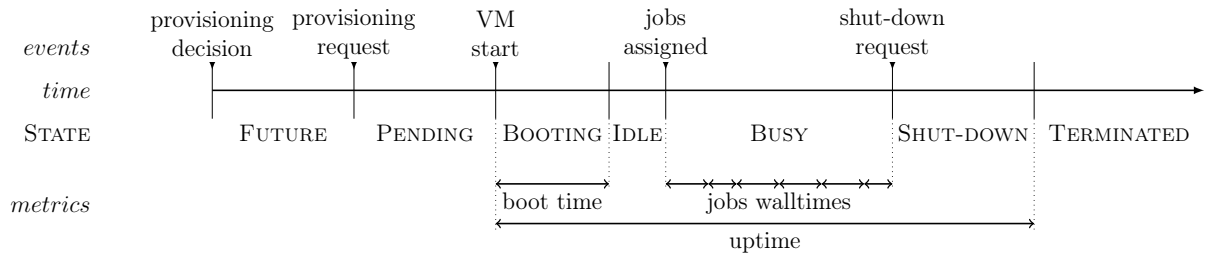 provisioning provisioning VM jobs shut-down
events decision request start assigned request
time
STATE FUTURE PENDING BOOTING IDLE BUSY SHUT-DOWN TERMINATED
metrics boot time jobs walltimes
uptime